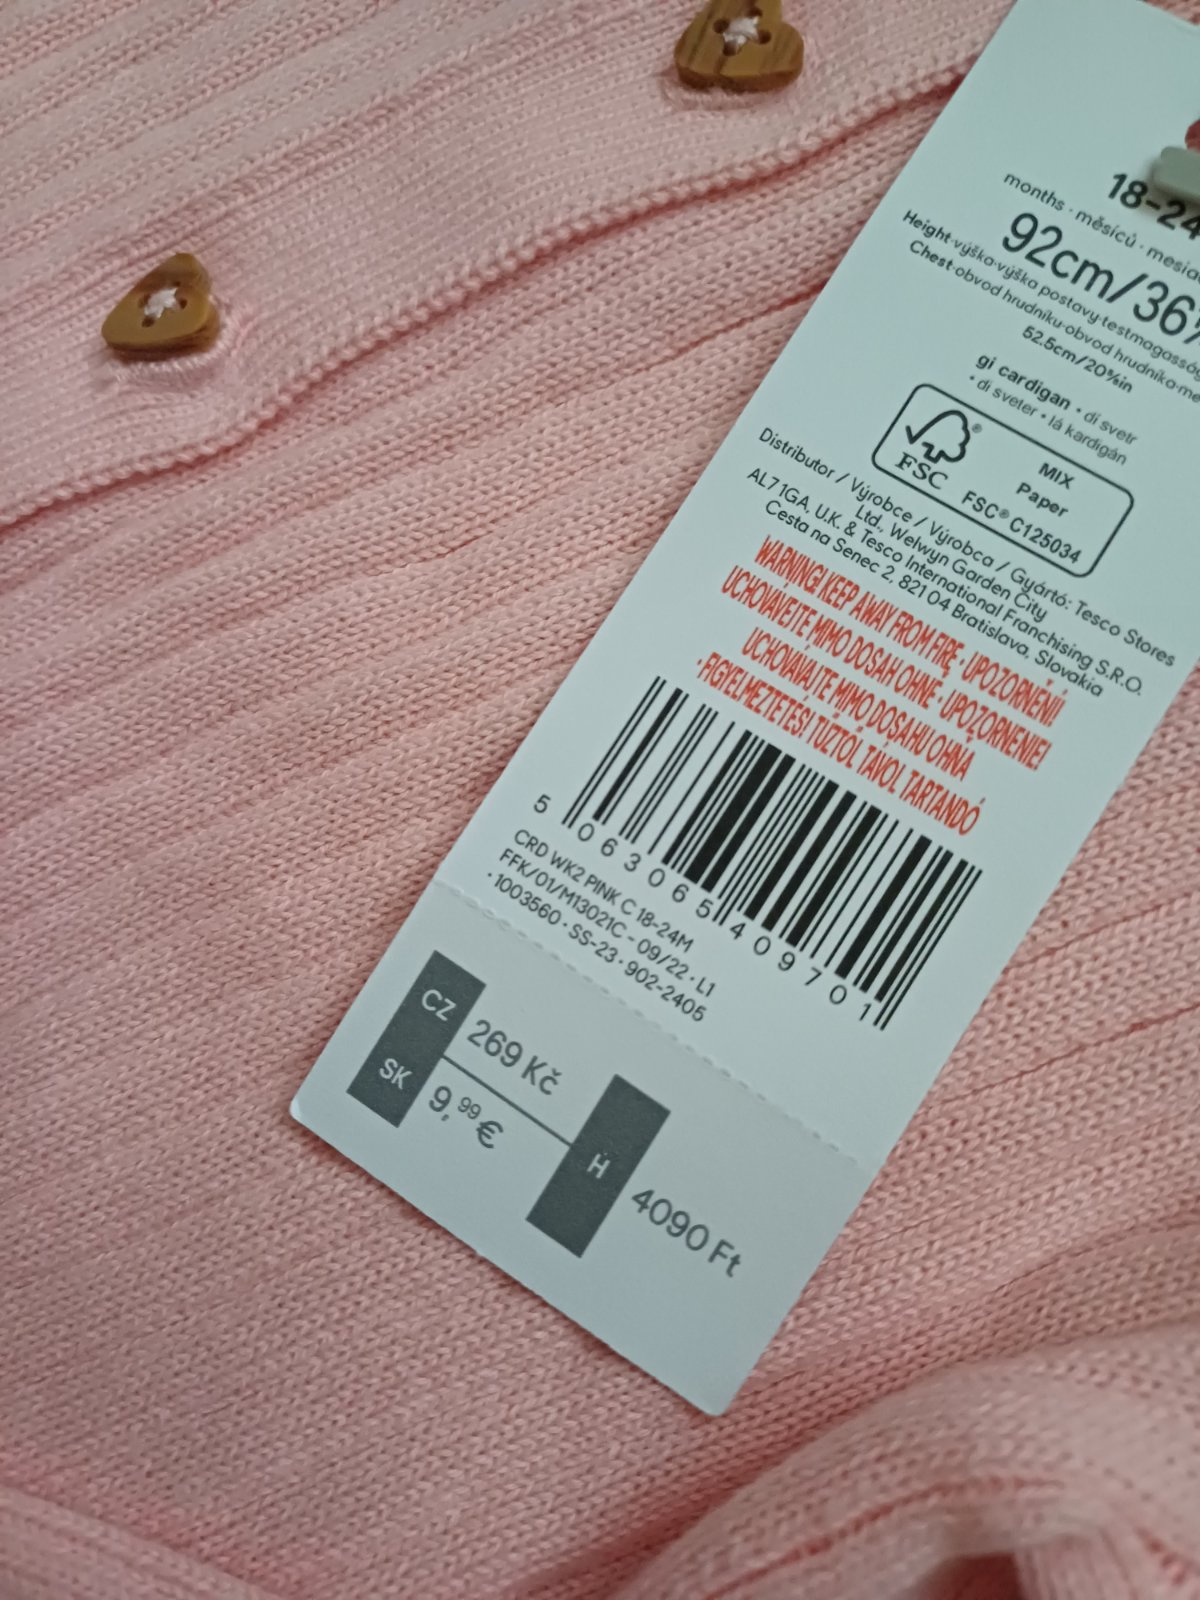 18-24
months · měsíců ·
92cm/36
Height·výška·výška postavy·testmagasság
Chest·obvod hrudníku·obvod hrudníka·me
52.5cm/20⅝in
gi cardigan • dí svetr
• di sveter • lá kardigán
FSC®
MIX
Paper
FSC® C125034
Distributor / Výrobce / Výrobca / Gyártó: Tesco Stores
Ltd., Welwyn Garden City
AL7 1GA, U.K. & Tesco International Franchising S.R.O.
Cesta na Senec 2, 821 04 Bratislava, Slovakia
WARNING! KEEP AWAY FROM FIRE · UPOZORNĚNÍ!
UCHOVÁVEJTE MIMO DOSAH OHNĚ · UPOZORNENIE!
UCHOVÁVAJTE MIMO DOSAHU OHŇA
· FIGYELMEZTETÉS! TŰZTŐL TÁVOL TARTANDÓ
5 063065 409701
CRD WK2 PINK C 18-24M
FFK/01/M13021C - 09/22 · L1
· 1003560 · SS-23 · 902-2405
CZ 269 Kč
SK 9,99 €
H 4090 Ft